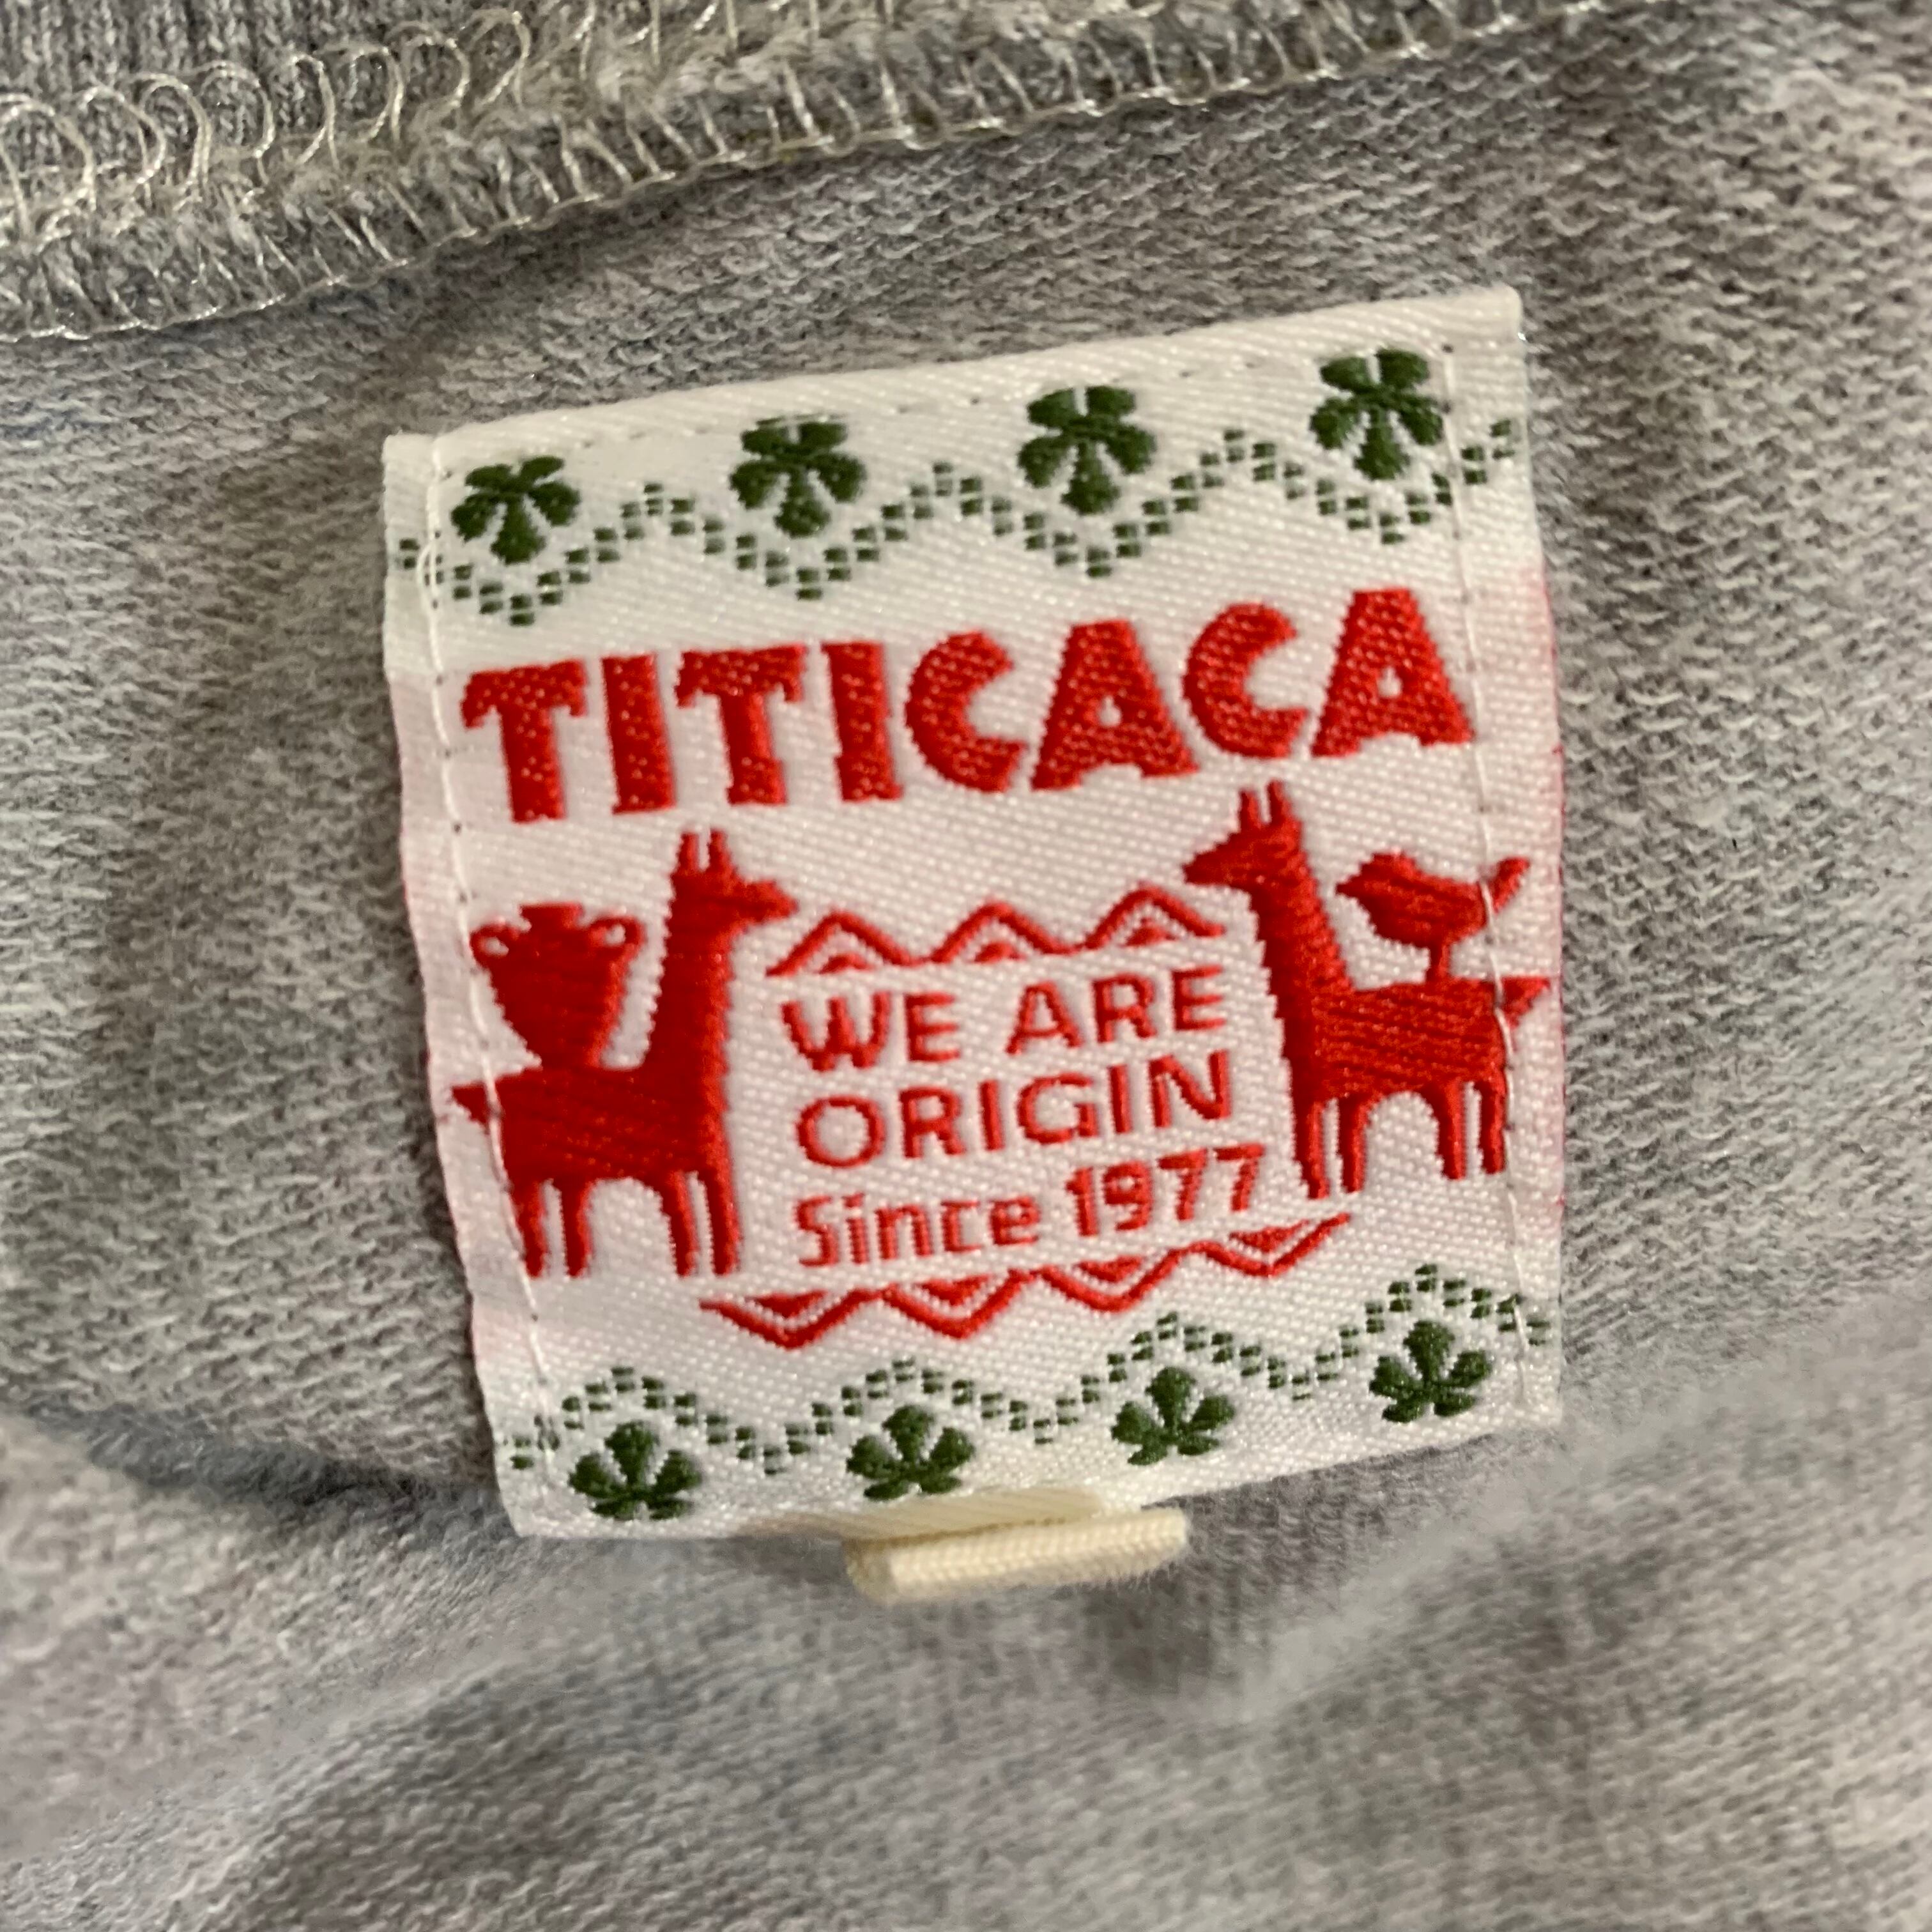 TITICACA
WE ARE
ORIGIN
Since 1977